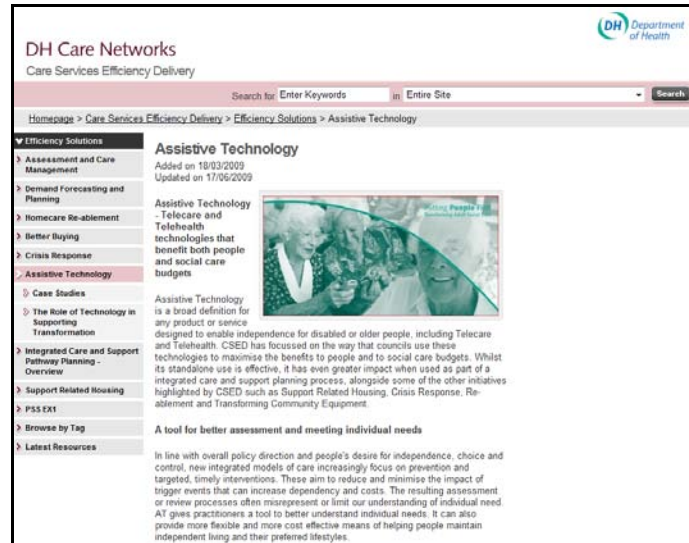 DH Department
of Health
DH Care Networks
Care Services Efficiency Delivery
Search for Enter Keywords in Entire Site Search
Homepage > Care Services Efficiency Delivery > Efficiency Solutions > Assistive Technology
Efficiency Solutions
Assessment and Care
Management
Demand Forecasting and
Planning
Homecare Re-ablement
Better Buying
Crisis Response
Assistive Technology
Case Studies
The Role of Technology in
Supporting
Transformation
Integrated Care and Support
Pathway Planning -
Overview
Support Related Housing
PSS EX1
Browse by Tag
Latest Resources
Assistive Technology
Added on 18/03/2009
Updated on 17/06/2009
Assistive Technology
- Telecare and
Telehealth
technologies that
benefit both people
and social care
budgets
Putting People First
Transforming Adult Social Care
Assistive Technology
is a broad definition for
any product or service
designed to enable independence for disabled or older people, including Telecare
and Telehealth. CSED has focussed on the way that councils use these
technologies to maximise the benefits to people and to social care budgets. Whilst
its standalone use is effective, it has even greater impact when used as part of a
integrated care and support planning process, alongside some of the other initiatives
highlighted by CSED such as Support Related Housing, Crisis Response, Re-
ablement and Transforming Community Equipment.
A tool for better assessment and meeting individual needs
In line with overall policy direction and people's desire for independence, choice and
control, new integrated models of care increasingly focus on prevention and
targeted, timely interventions. These aim to reduce and minimise the impact of
trigger events that can increase dependency and costs. The resulting assessment
or review processes often misrepresent or limit our understanding of individual need.
AT gives practitioners a tool to better understand individual needs. It can also
provide more flexible and more cost effective means of helping people maintain
independent living and their preferred lifestyles.